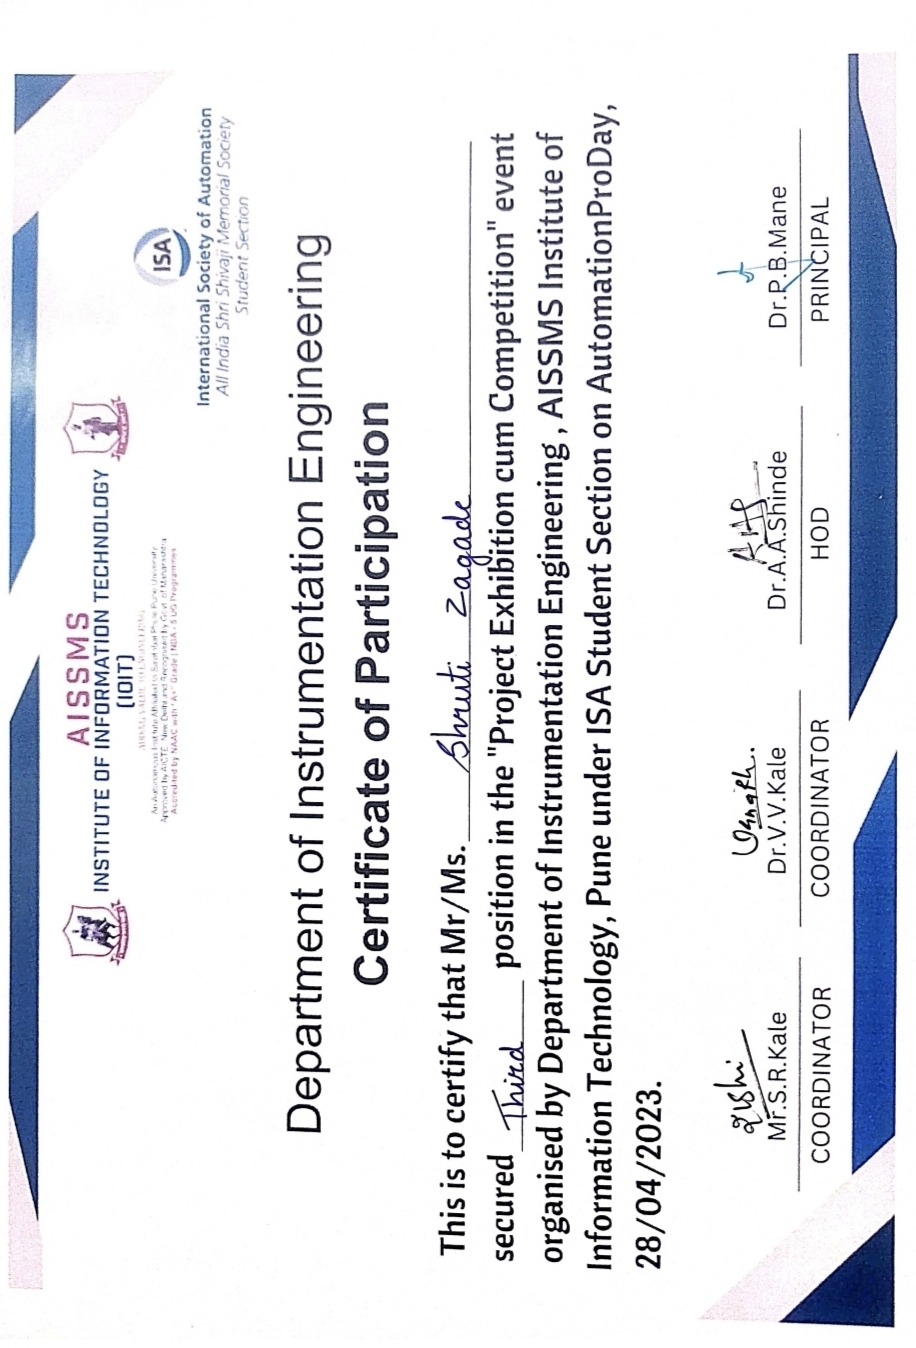 AISSMS
INSTITUTE OF INFORMATION TECHNOLOGY
(IOIT)
ADDING VALUE TO ENGINEERING
An Autonomous Institute Affiliated to Savitribai Phule Pune University
Approved by AICTE, New Delhi and Recognised by Govt. of Maharashtra
Accredited by NAAC with "A+" Grade | NBA - 5 UG Programmes
ISA
International Society of Automation
All India Shri Shivaji Memorial Society
Student Section
Department of Instrumentation Engineering
Certificate of Participation
This is to certify that Mr/Ms. Shruti Zagade
secured Third position in the "Project Exhibition cum Competition" event
organised by Department of Instrumentation Engineering , AISSMS Institute of
Information Technology, Pune under ISA Student Section on AutomationProDay,
28/04/2023.
Mr.S.R.Kale
COORDINATOR
Dr.V.V.Kale
COORDINATOR
Dr.A.A.Shinde
HOD
Dr.P.B.Mane
PRINCIPAL